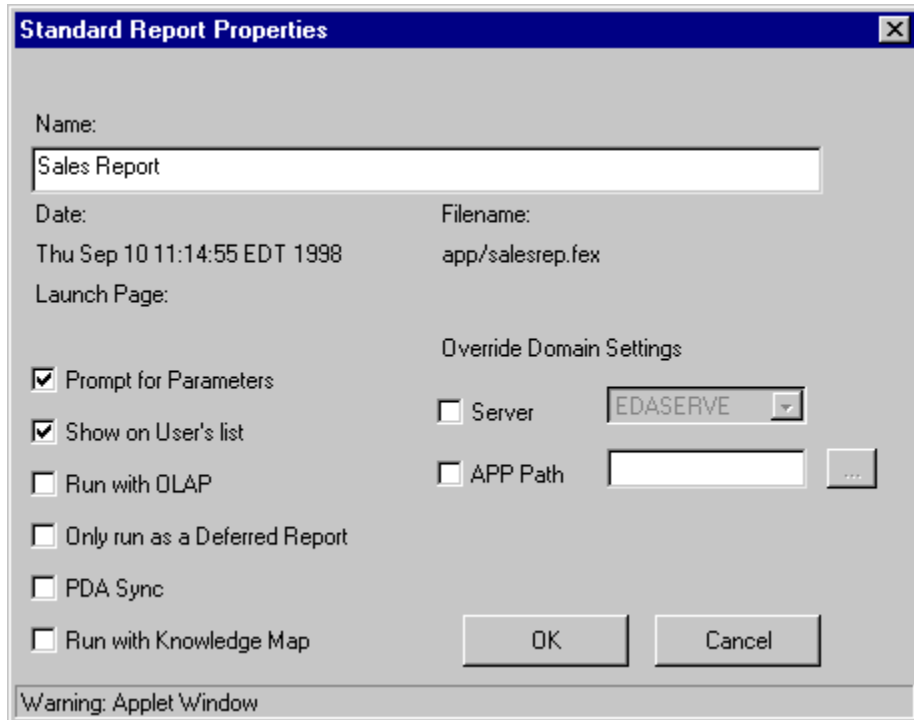 Standard Report Properties
Name:
Sales Report
Date:
Filename:
Thu Sep 10 11:14:55 EDT 1998
app/salesrep.fex
Launch Page:
Override Domain Settings
Prompt for Parameters
Server
EDASERVE
Show on User's list
APP Path
...
Run with OLAP
Only run as a Deferred Report
PDA Sync
Run with Knowledge Map
OK
Cancel
Warning: Applet Window